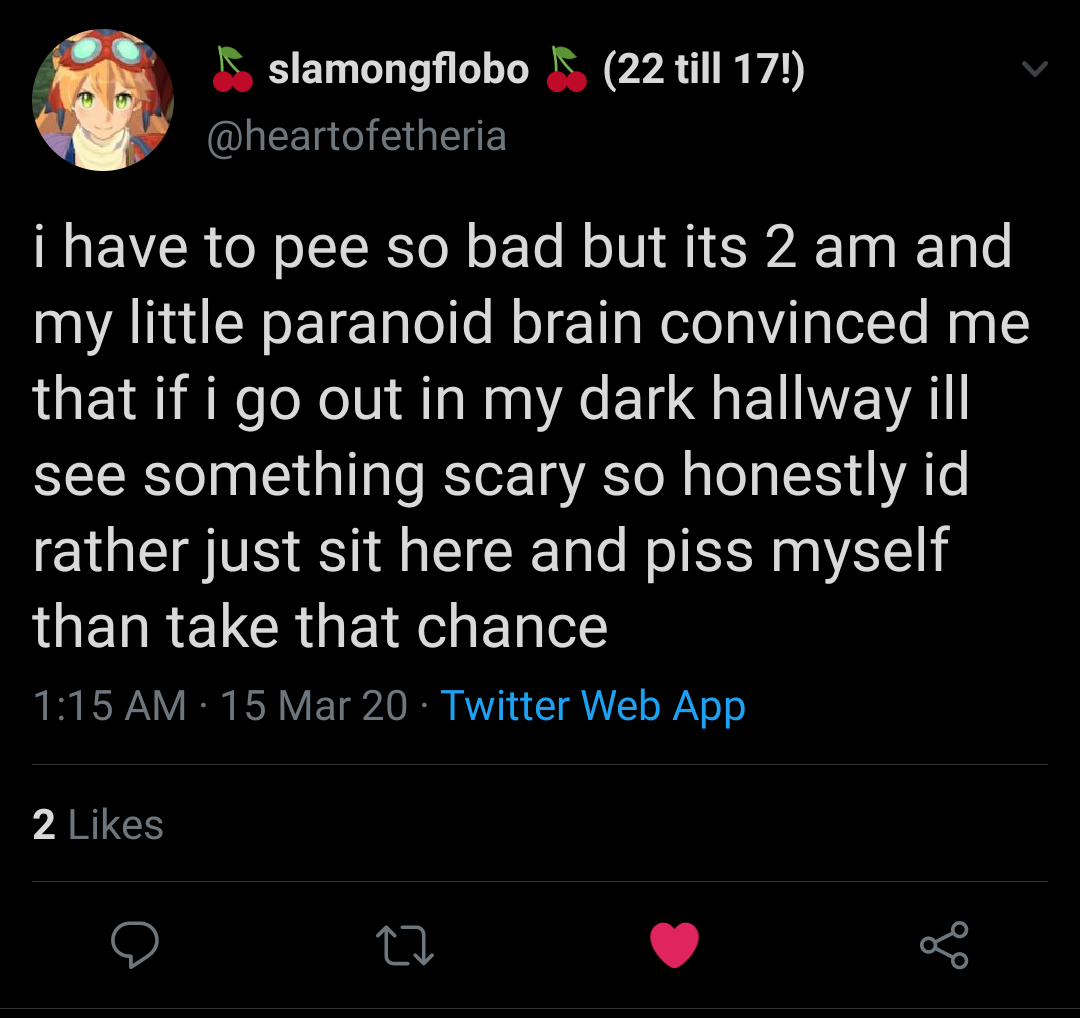 🍒 slamongflobo 🍒 (22 till 17!)
@heartofetheria
i have to pee so bad but its 2 am and
my little paranoid brain convinced me
that if i go out in my dark hallway ill
see something scary so honestly id
rather just sit here and piss myself
than take that chance
1:15 AM · 15 Mar 20 · Twitter Web App
2 Likes